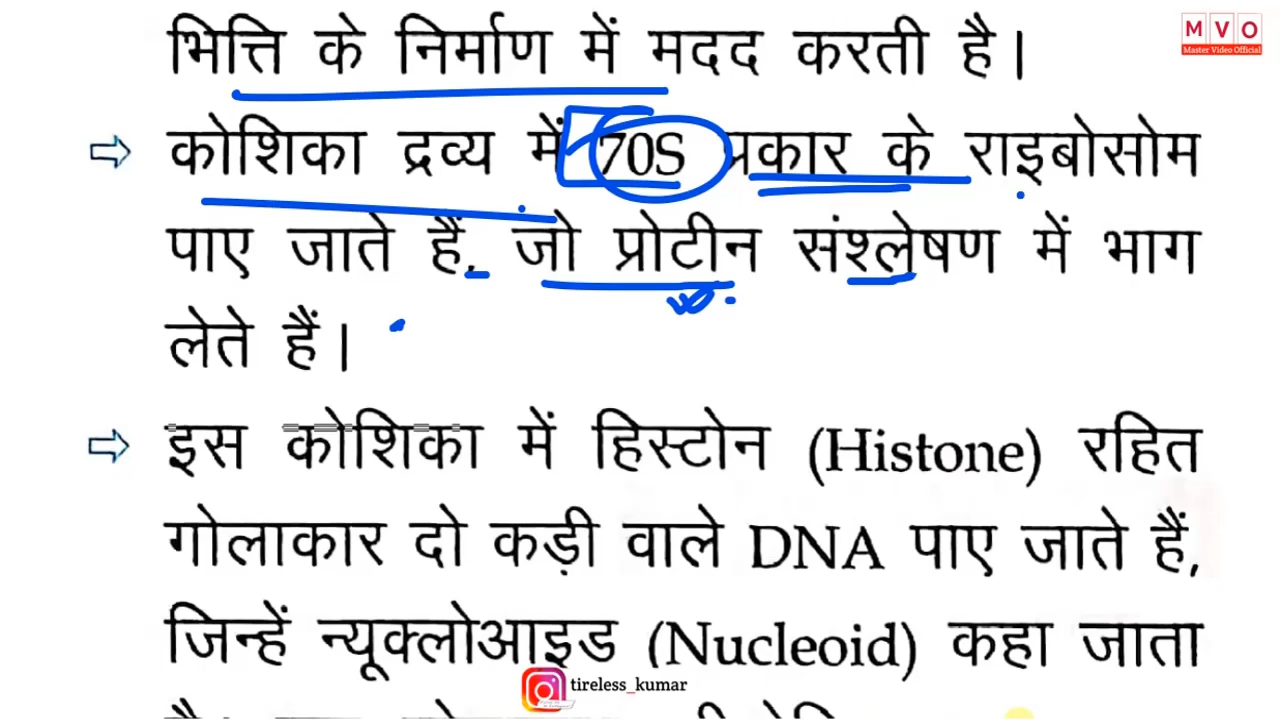 भित्ति के निर्माण में मदद करती है।
M V O
Master Video Official
⇨ कोशिका द्रव्य में 70S प्रकार के राइबोसोम
पाए जाते हैं, जो प्रोटीन संश्लेषण में भाग
लेते हैं।
⇨ इस कोशिका में हिस्टोन (Histone) रहित
गोलाकार दो कड़ी वाले DNA पाए जाते हैं,
जिन्हें न्यूक्लोआइड (Nucleoid) कहा जाता
tireless_kumar